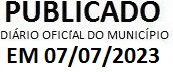 PUBLICADO
DIÁRIO OFICIAL DO MUNICÍPIO
EM 07/07/2023